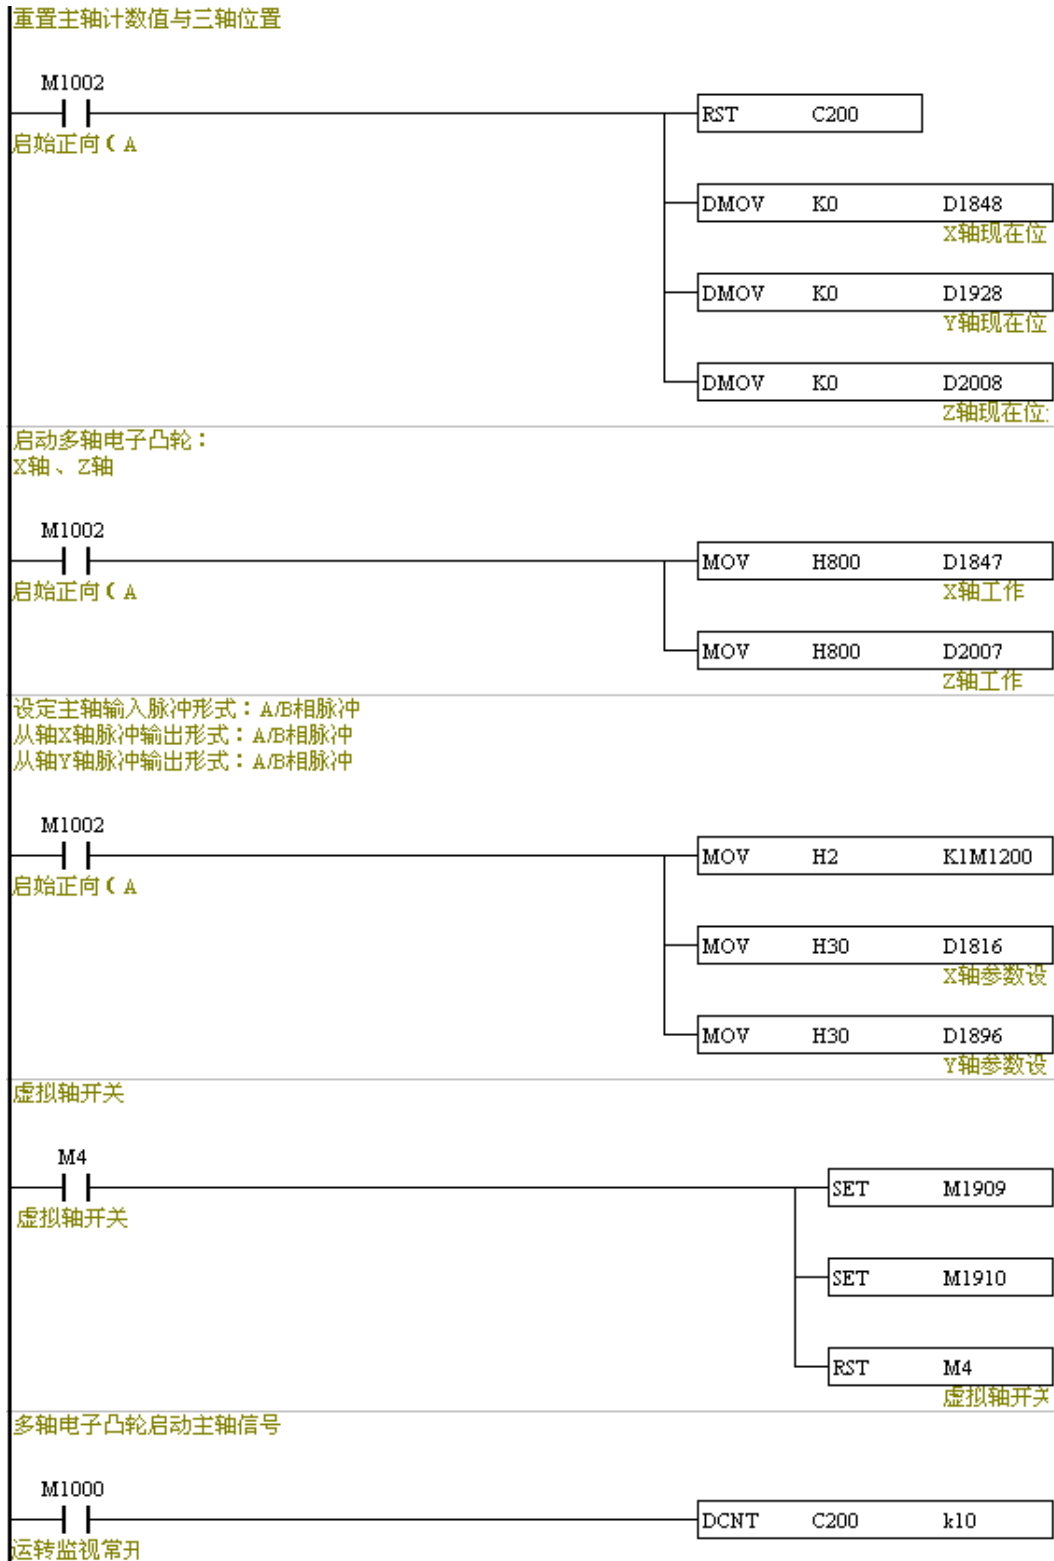 重置主轴计数值与三轴位置
M1002
启始正向（A
RST C200
DMOV K0 D1848
X轴现在位
DMOV K0 D1928
Y轴现在位
DMOV K0 D2008
Z轴现在位
启动多轴电子凸轮：
X轴、Z轴
M1002
启始正向（A
MOV H800 D1847
X轴工作
MOV H800 D2007
Z轴工作
设定主轴输入脉冲形式：A/B相脉冲
从轴X轴脉冲输出形式：A/B相脉冲
从轴Y轴脉冲输出形式：A/B相脉冲
M1002
启始正向（A
MOV H2 K1M1200
MOV H30 D1816
X轴参数设
MOV H30 D1896
Y轴参数设
虚拟轴开关
M4
虚拟轴开关
SET M1909
SET M1910
RST M4
虚拟轴开关
多轴电子凸轮启动主轴信号
M1000
运转监视常开
DCNT C200 k10